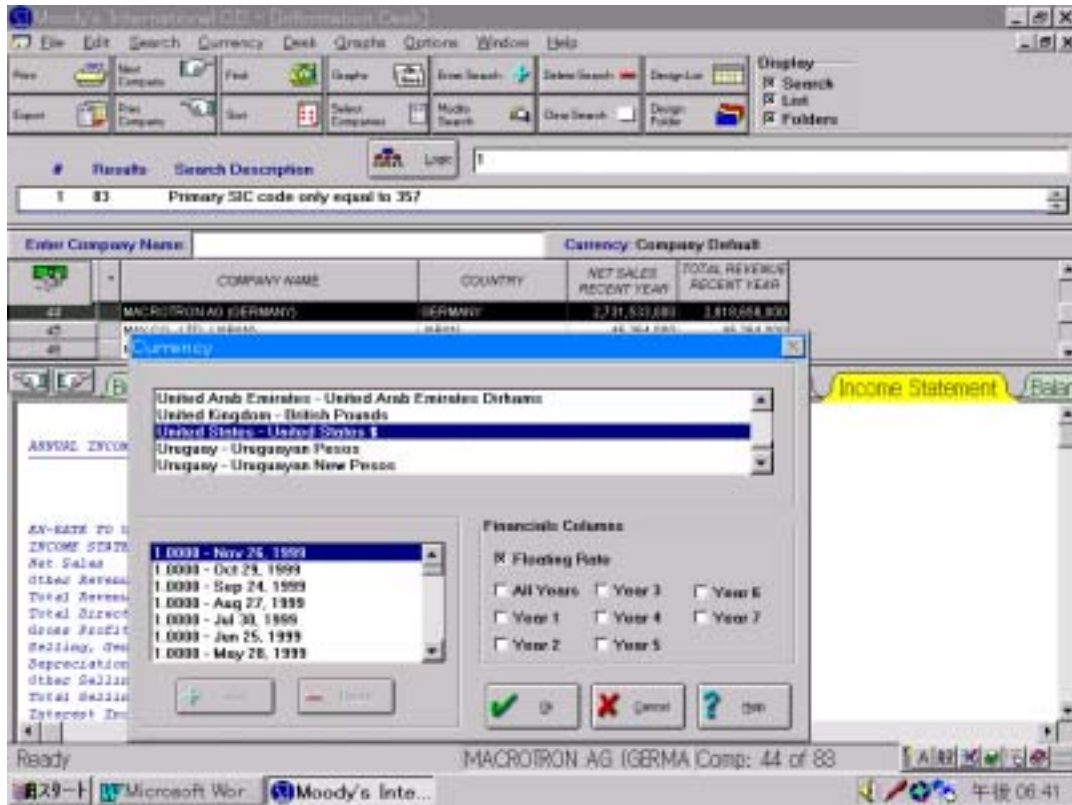 Moody's International CD - [Information Desk]
File Edit Search Currency Desk Graphs Options Window Help
Print Next Company Find Graphs Enter Search Delete Search Design List
Display
Search
List
Folders
Export Prev Company Sort Select Companies Modify Search Clear Search Design Folder
# Results Search Description Logic 1
1 83 Primary SIC code only equal to 357
Enter Company Name: Currency: Company Default
COMPANY NAME COUNTRY NET SALES RECENT YEAR TOTAL REVENUE RECENT YEAR
44 MACROTRON AG (GERMANY) GERMANY
45
46
Currency
Income Statement Balan
United Arab Emirates - United Arab Emirates Dirhams
United Kingdom - British Pounds
United States - United States $
Uruguay - Uruguayan Pesos
Uruguay - Uruguayan New Pesos
ANNUAL INCOM
EX-RATE TO U
INCOME STATE
Net Sales
Other Revenu
Total Revenu
Total Direct
Gross Profit
Selling, Gen
Depreciation
Other Sellin
Total Sellin
Interest Inc
Financials Columns
Floating Rate
All Years Year 3 Year 6
Year 1 Year 4 Year 7
Year 2 Year 5
1.0000 - Nov 26, 1999
1.0000 - Oct 29, 1999
1.0000 - Sep 24, 1999
1.0000 - Aug 27, 1999
1.0000 - Jul 30, 1999
1.0000 - Jun 25, 1999
1.0000 - May 28, 1999
Ok Cancel Help
Ready MACROTRON AG (GERMA Comp: 44 of 83
スタート Microsoft Wor... Moody's Inte... 午後 06:41